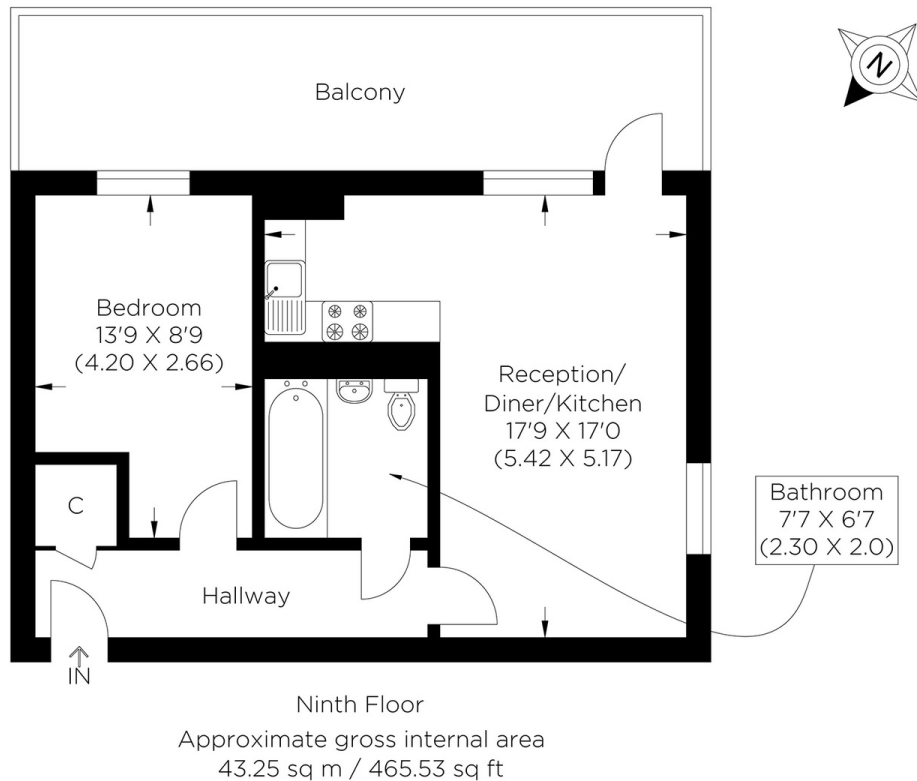 Balcony
N
Bedroom
13'9 X 8'9
(4.20 X 2.66)
Reception/
Diner/Kitchen
17'9 X 17'0
(5.42 X 5.17)
C
Bathroom
7'7 X 6'7
(2.30 X 2.0)
Hallway
IN
Ninth Floor
Approximate gross internal area
43.25 sq m / 465.53 sq ft